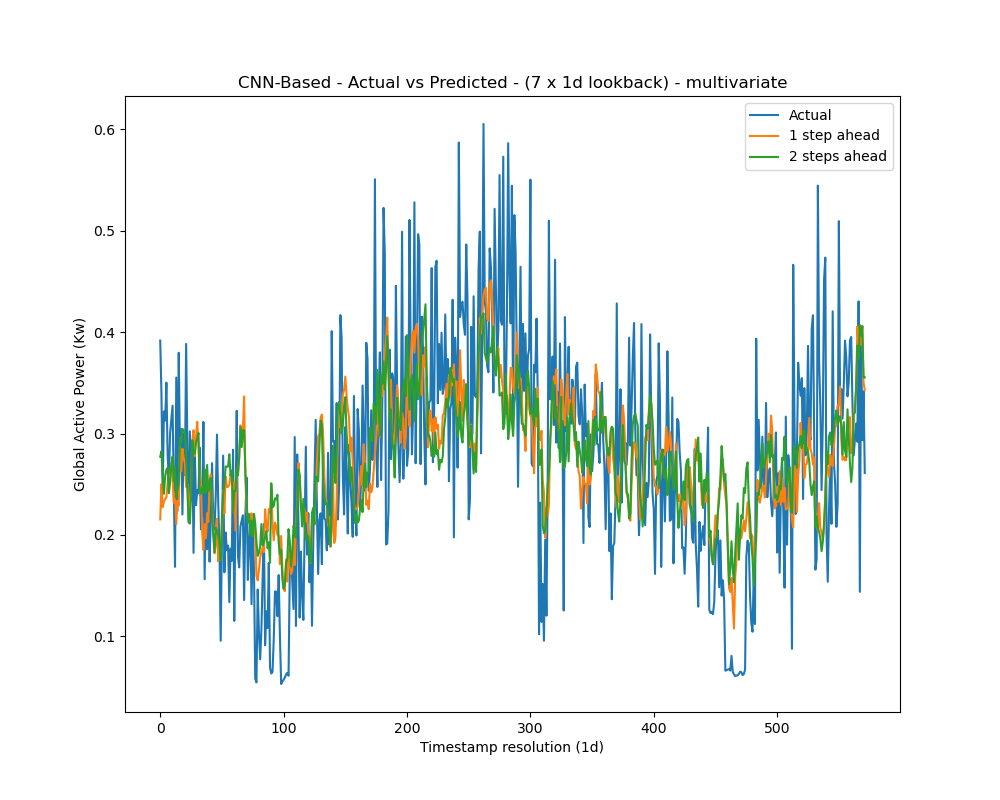 CNN-Based - Actual vs Predicted - (7 x 1d lookback) - multivariate
Actual
1 step ahead
2 steps ahead
0.6
0.5
0.4
0.3
0.2
0.1
Global Active Power (Kw)
0 100 200 300 400 500
Timestamp resolution (1d)